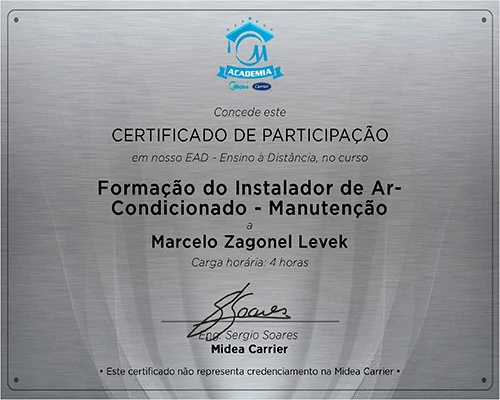 M
ACADEMIA
Midea Carrier
Concede este
CERTIFICADO DE PARTICIPAÇÃO
em nosso EAD - Ensino à Distância, no curso
Formação do Instalador de Ar-
Condicionado - Manutenção
a
Marcelo Zagonel Levek
Carga horária: 4 horas
S Soares
Eng. Sergio Soares
Midea Carrier
• Este certificado não representa credenciamento na Midea Carrier •